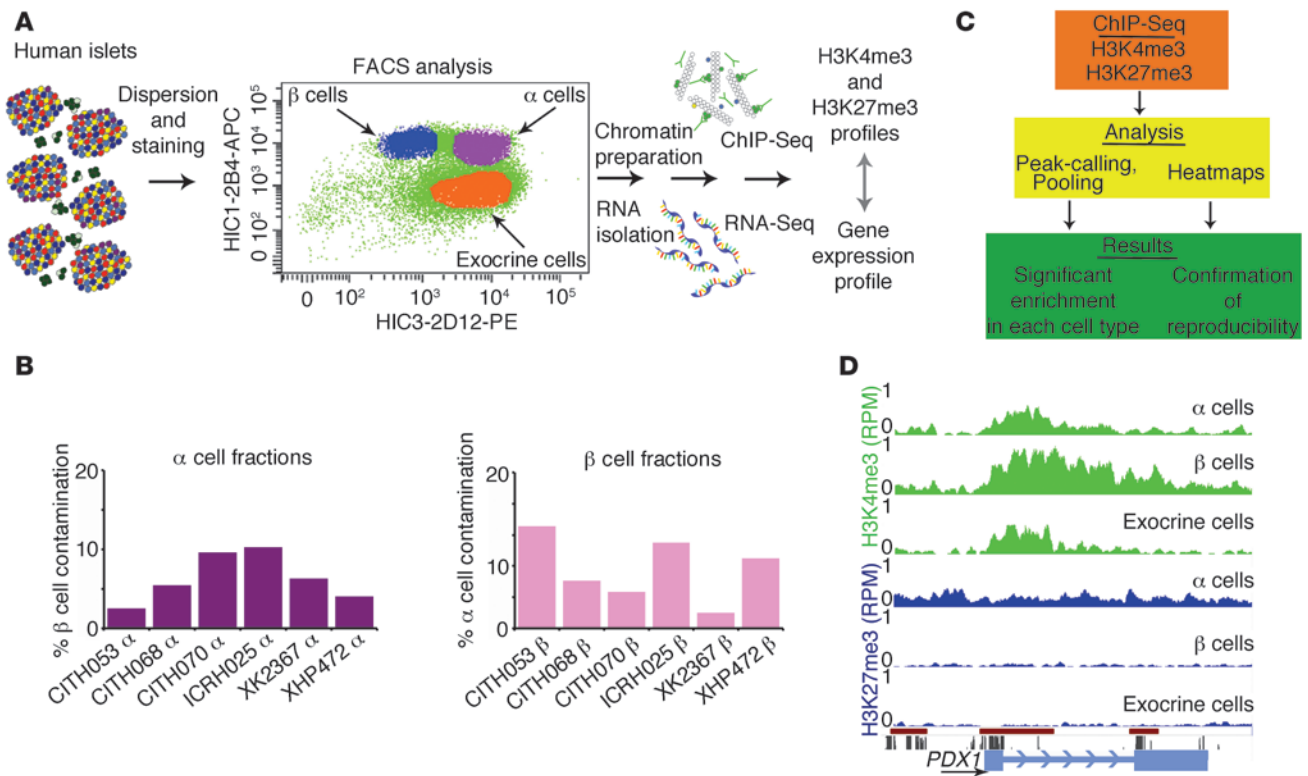 A
Human islets
Dispersion
and
staining
FACS analysis
β cells
α cells
Exocrine cells
HIC1-2B4-APC
10⁵
10⁴
10³
10²
0
0
10²
10³
10⁴
10⁵
HIC3-2D12-PE
Chromatin
preparation
RNA
isolation
ChIP-Seq
RNA-Seq
H3K4me3
and
H3K27me3
profiles
Gene
expression
profile
C
ChIP-Seq
H3K4me3
H3K27me3
Analysis
Peak-calling,
Pooling
Heatmaps
Results
Significant
enrichment
in each cell type
Confirmation
of
reproducibility
B
α cell fractions
% β cell contamination
20
10
0
CITH053 α
CITH068 α
CITH070 α
ICRH025 α
XK2367 α
XHP472 α
β cell fractions
% α cell contamination
20
10
0
CITH053 β
CITH068 β
CITH070 β
ICRH025 β
XK2367 β
XHP472 β
D
H3K4me3 (RPM)
1
0
α cells
1
0
β cells
1
0
Exocrine cells
H3K27me3 (RPM)
1
0
α cells
1
0
β cells
1
0
Exocrine cells
PDX1